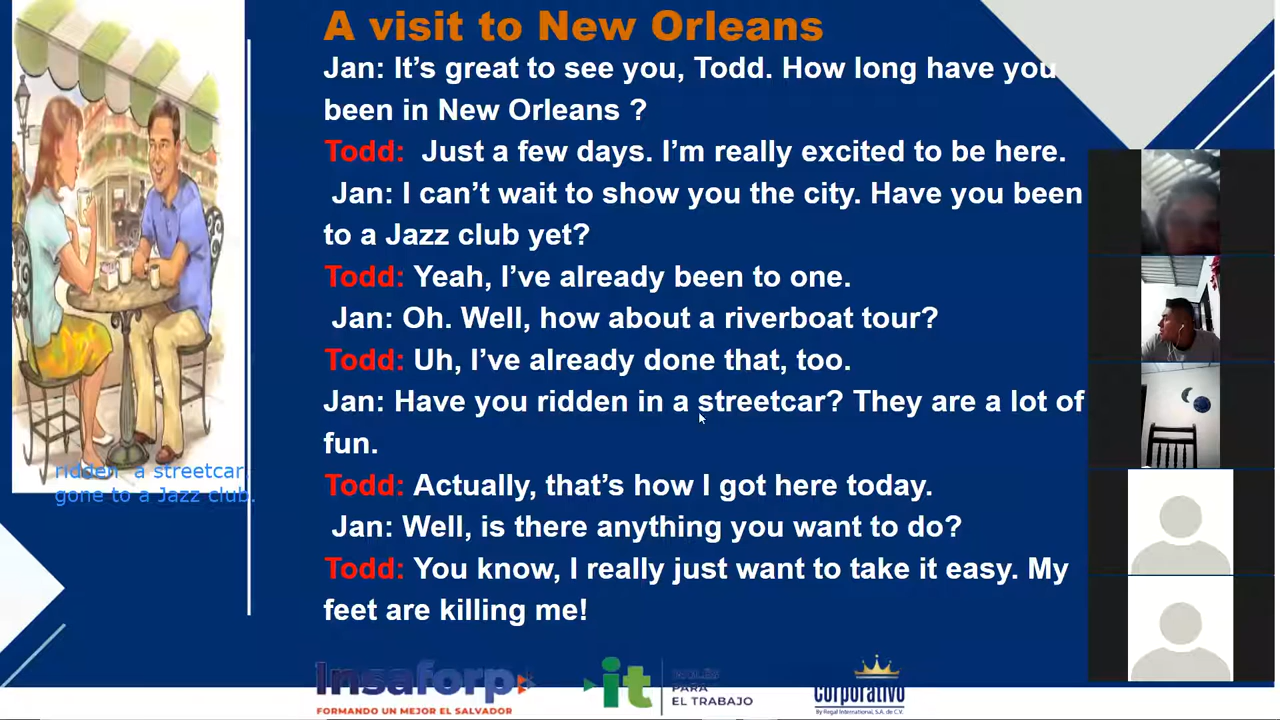 A visit to New Orleans
Jan: It's great to see you, Todd. How long have you
been in New Orleans ?
Todd: Just a few days. I'm really excited to be here.
Jan: I can't wait to show you the city. Have you been
to a Jazz club yet?
Todd: Yeah, I've already been to one.
Jan: Oh. Well, how about a riverboat tour?
Todd: Uh, I've already done that, too.
Jan: Have you ridden in a streetcar? They are a lot of
fun.
Todd: Actually, that's how I got here today.
Jan: Well, is there anything you want to do?
Todd: You know, I really just want to take it easy. My
feet are killing me!
ridden a streetcar
gone to a Jazz club.
Insaforp
FORMANDO UN MEJOR EL SALVADOR
it
PARA
EL TRABAJO
Corporativo
By Regal International, S.A. de C.V.